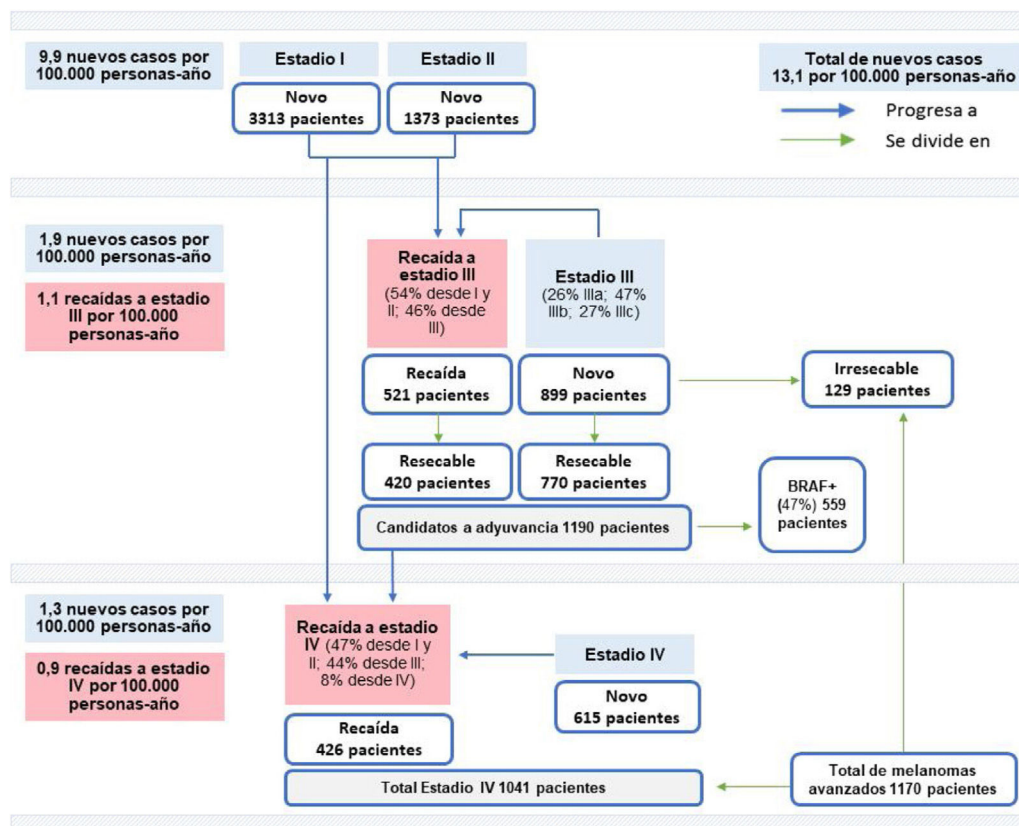 9,9 nuevos casos por
100.000 personas-año
Estadio I
Estadio II
Total de nuevos casos
13,1 por 100.000 personas-año
Novo
3313 pacientes
Novo
1373 pacientes
Progresa a
Se divide en
1,9 nuevos casos por
100.000 personas-año
1,1 recaídas a estadio
III por 100.000
personas-año
Recaída a
estadio III
(54% desde I y
II; 46% desde
III)
Estadio III
(26% IIIa; 47%
IIIb; 27% IIIc)
Recaída
521 pacientes
Novo
899 pacientes
Irresecable
129 pacientes
Resecable
420 pacientes
Resecable
770 pacientes
BRAF+
(47%) 559
pacientes
Candidatos a adyuvancia 1190 pacientes
1,3 nuevos casos por
100.000 personas-año
0,9 recaídas a estadio
IV por 100.000
personas-año
Recaída a estadio
IV (47% desde I y
II; 44% desde III;
8% desde IV)
Estadio IV
Novo
615 pacientes
Recaída
426 pacientes
Total Estadio IV 1041 pacientes
Total de melanomas
avanzados 1170 pacientes